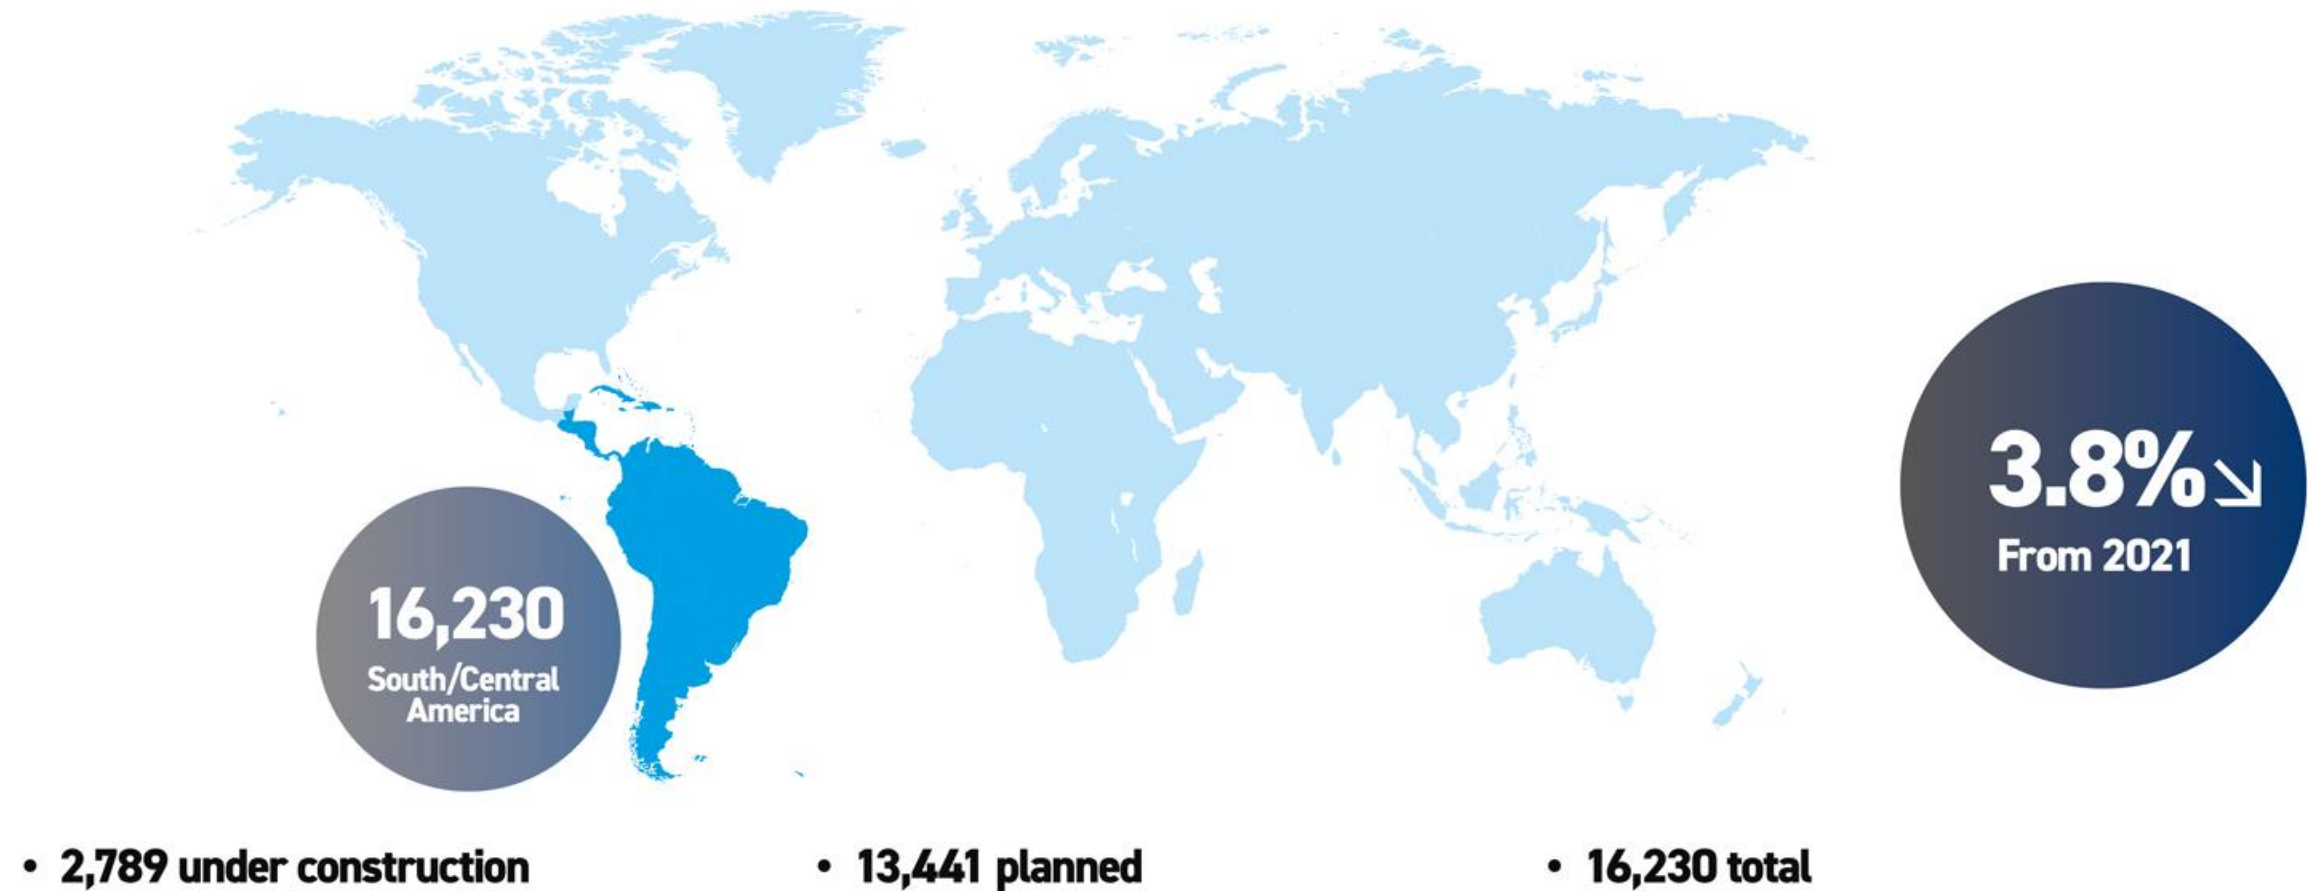 3.8%
From 2021
16,230
South/Central
America
• 2,789 under construction
• 13,441 planned
• 16,230 total